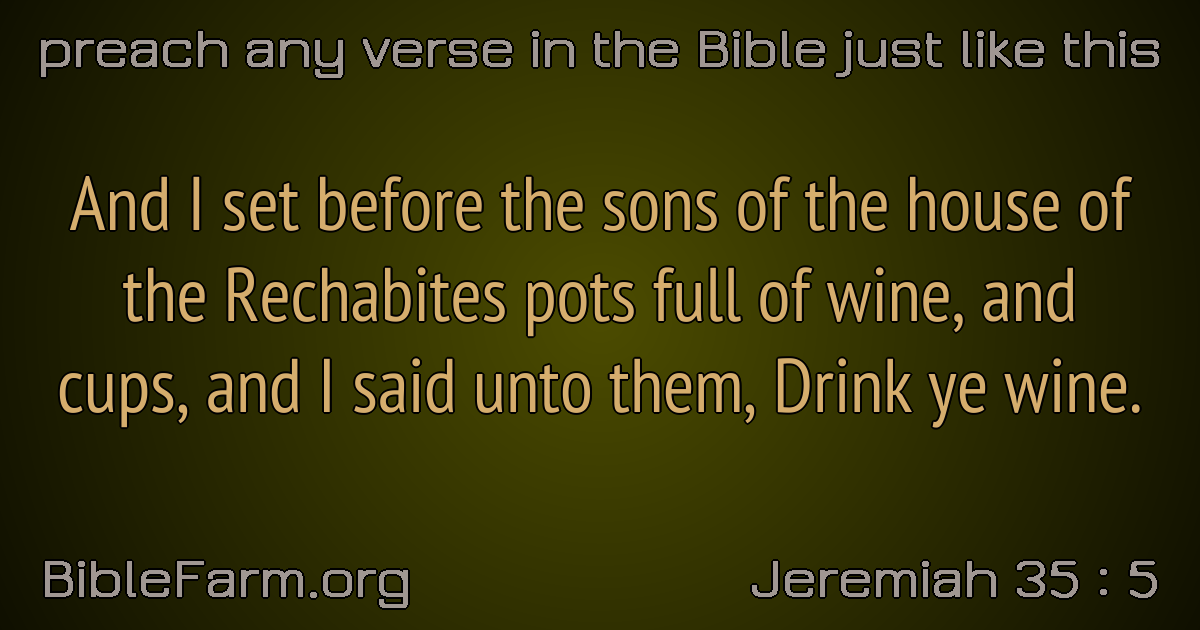 preach any verse in the Bible just like this
And I set before the sons of the house of
the Rechabites pots full of wine, and
cups, and I said unto them, Drink ye wine.
BibleFarm.org
Jeremiah 35 : 5